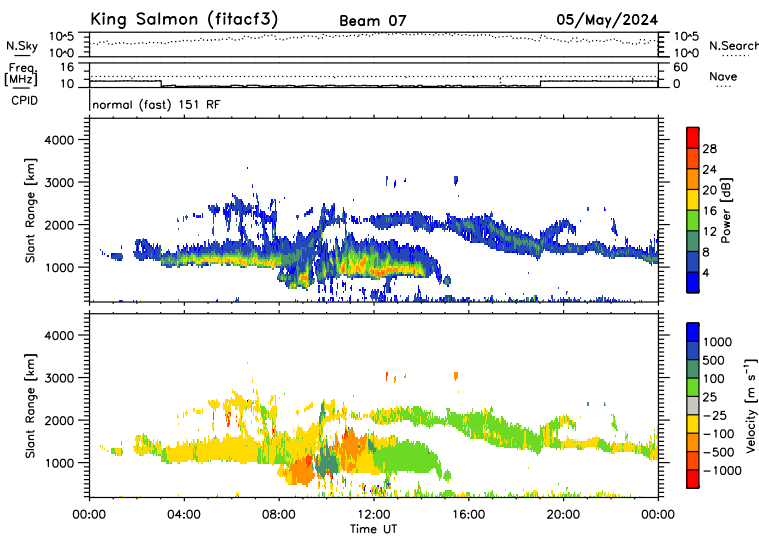 King Salmon (fitacf3) Beam 07 05/May/2024
N.Sky 10^5 10^0 10^5 10^0 N.Search
Freq. [MHz] 16 10 60 0 Nave
CPID normal (fast) 151 RF
Slant Range [km] 4000 3000 2000 1000
28 24 20 16 12 8 4 Power [dB]
Slant Range [km] 4000 3000 2000 1000
1000 500 100 25 -25 -100 -500 -1000 Velocity [m s⁻¹]
00:00 04:00 08:00 12:00 16:00 20:00 00:00
Time UT